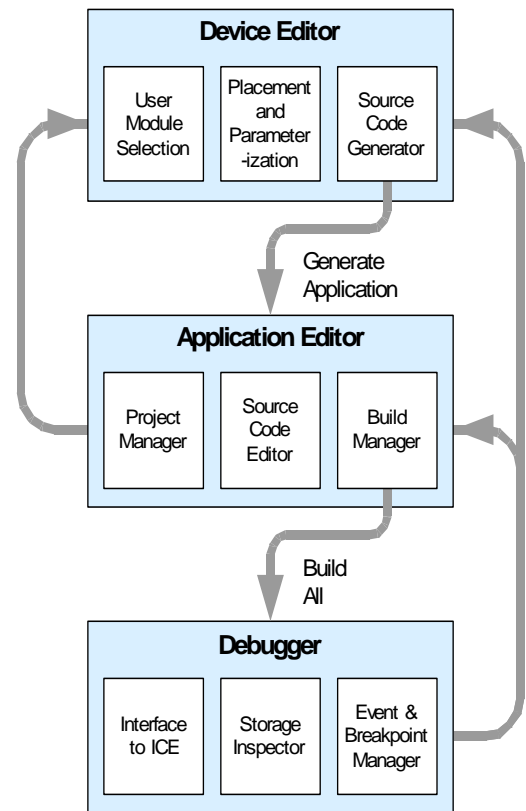 Device Editor
User
Module
Selection
Placement
and
Parameter
-ization
Source
Code
Generator
Generate
Application
Application Editor
Project
Manager
Source
Code
Editor
Build
Manager
Build
All
Debugger
Interface
to ICE
Storage
Inspector
Event &
Breakpoint
Manager